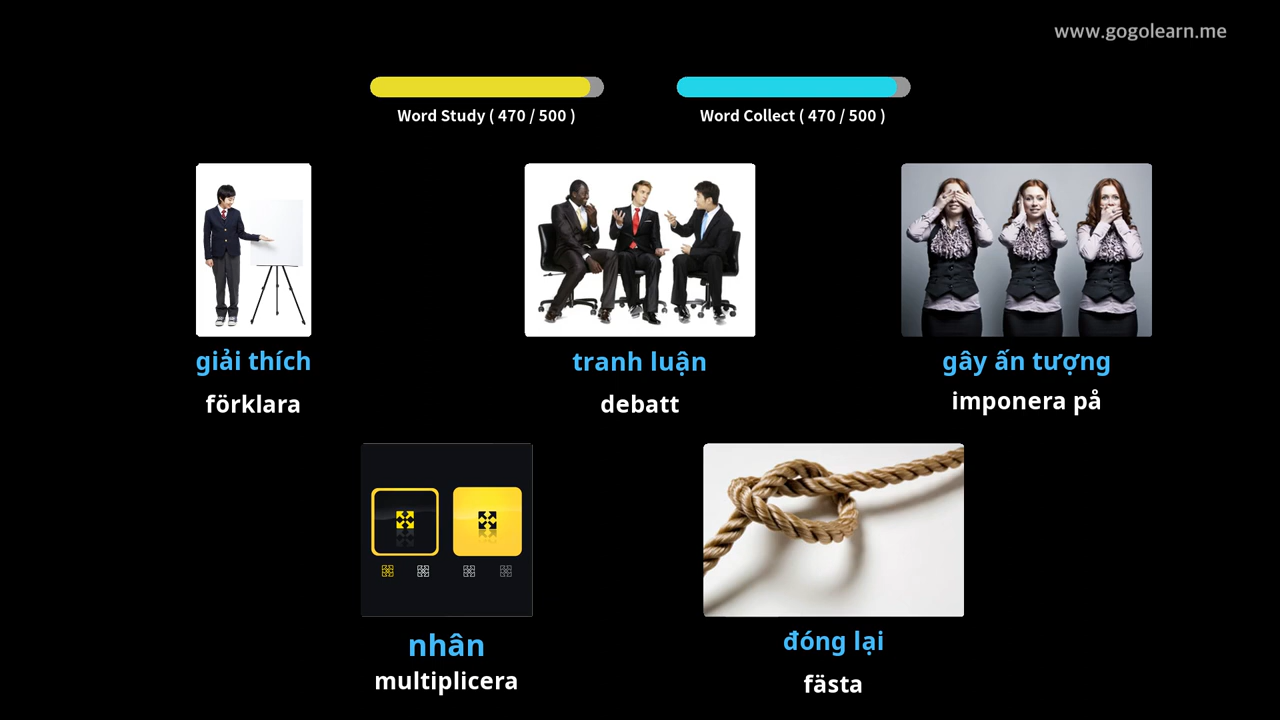 www.gogolearn.me
Word Study ( 470 / 500 )
Word Collect ( 470 / 500 )
giải thích
förklara
tranh luận
debatt
gây ấn tượng
imponera på
nhân
multiplicera
đóng lại
fästa